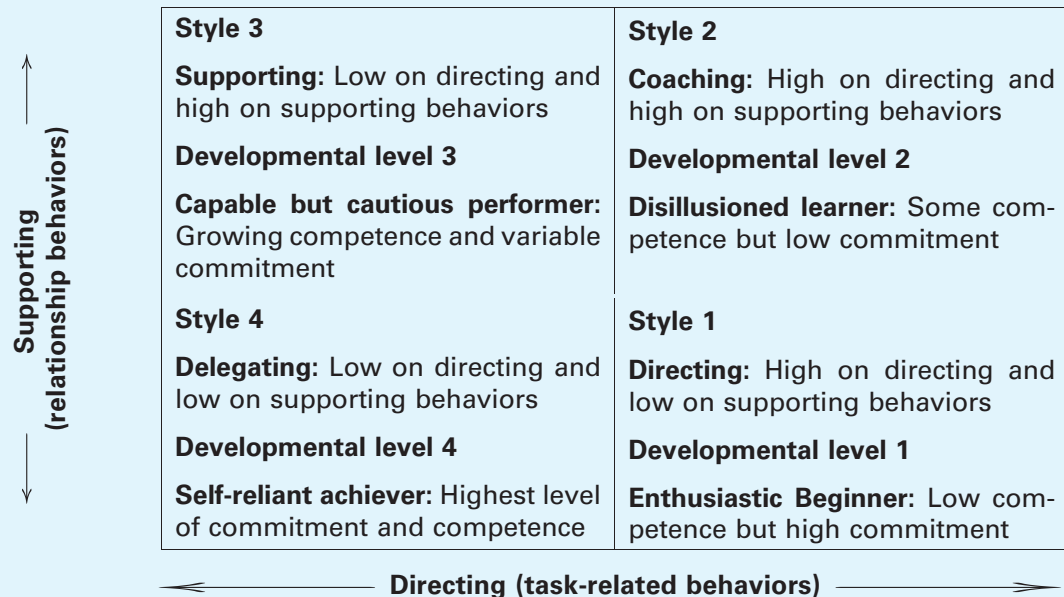 Supporting
(relationship behaviors)
Style 3
Supporting: Low on directing and
high on supporting behaviors
Developmental level 3
Capable but cautious performer:
Growing competence and variable
commitment
Style 2
Coaching: High on directing and
high on supporting behaviors
Developmental level 2
Disillusioned learner: Some com-
petence but low commitment
Style 4
Delegating: Low on directing and
low on supporting behaviors
Developmental level 4
Self-reliant achiever: Highest level
of commitment and competence
Style 1
Directing: High on directing and
low on supporting behaviors
Developmental level 1
Enthusiastic Beginner: Low com-
petence but high commitment
Directing (task-related behaviors)